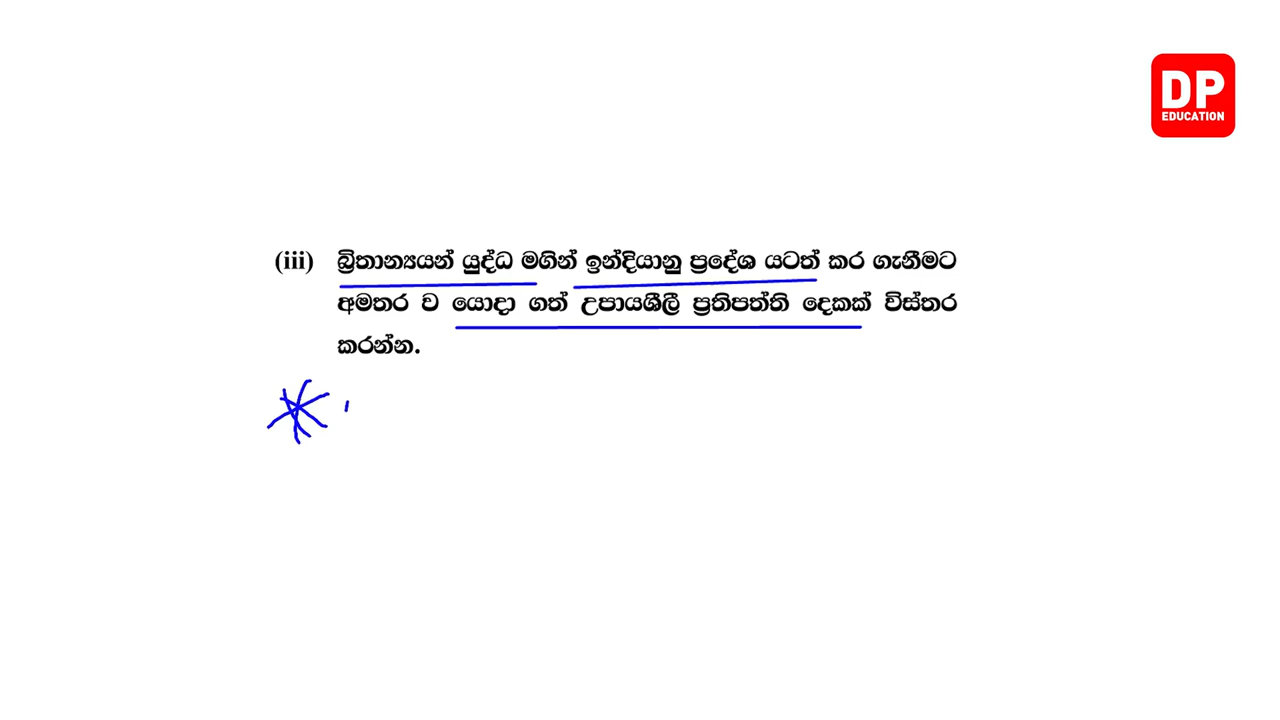 DP
EDUCATION
(iii) බ්‍රිතාන්‍යයන් යුද්ධ මගින් ඉන්දියානු ප්‍රදේශ යටත් කර ගැනීමට
අමතර ව යොදා ගත් උපායශීලී ප්‍රතිපත්ති දෙකක් විස්තර
කරන්න.